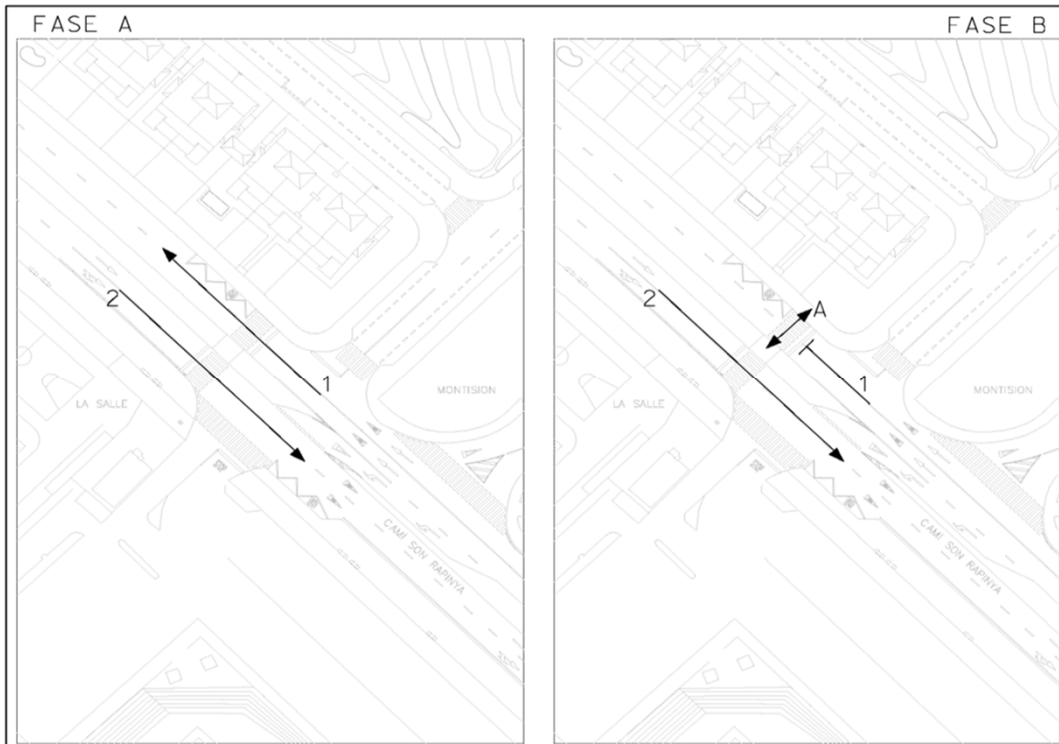 FASE A
2
1
LA SALLE
MONTISION
CAMI SON RAPINYA
FASE B
2
A
1
LA SALLE
MONTISION
CAMI SON RAPINYA